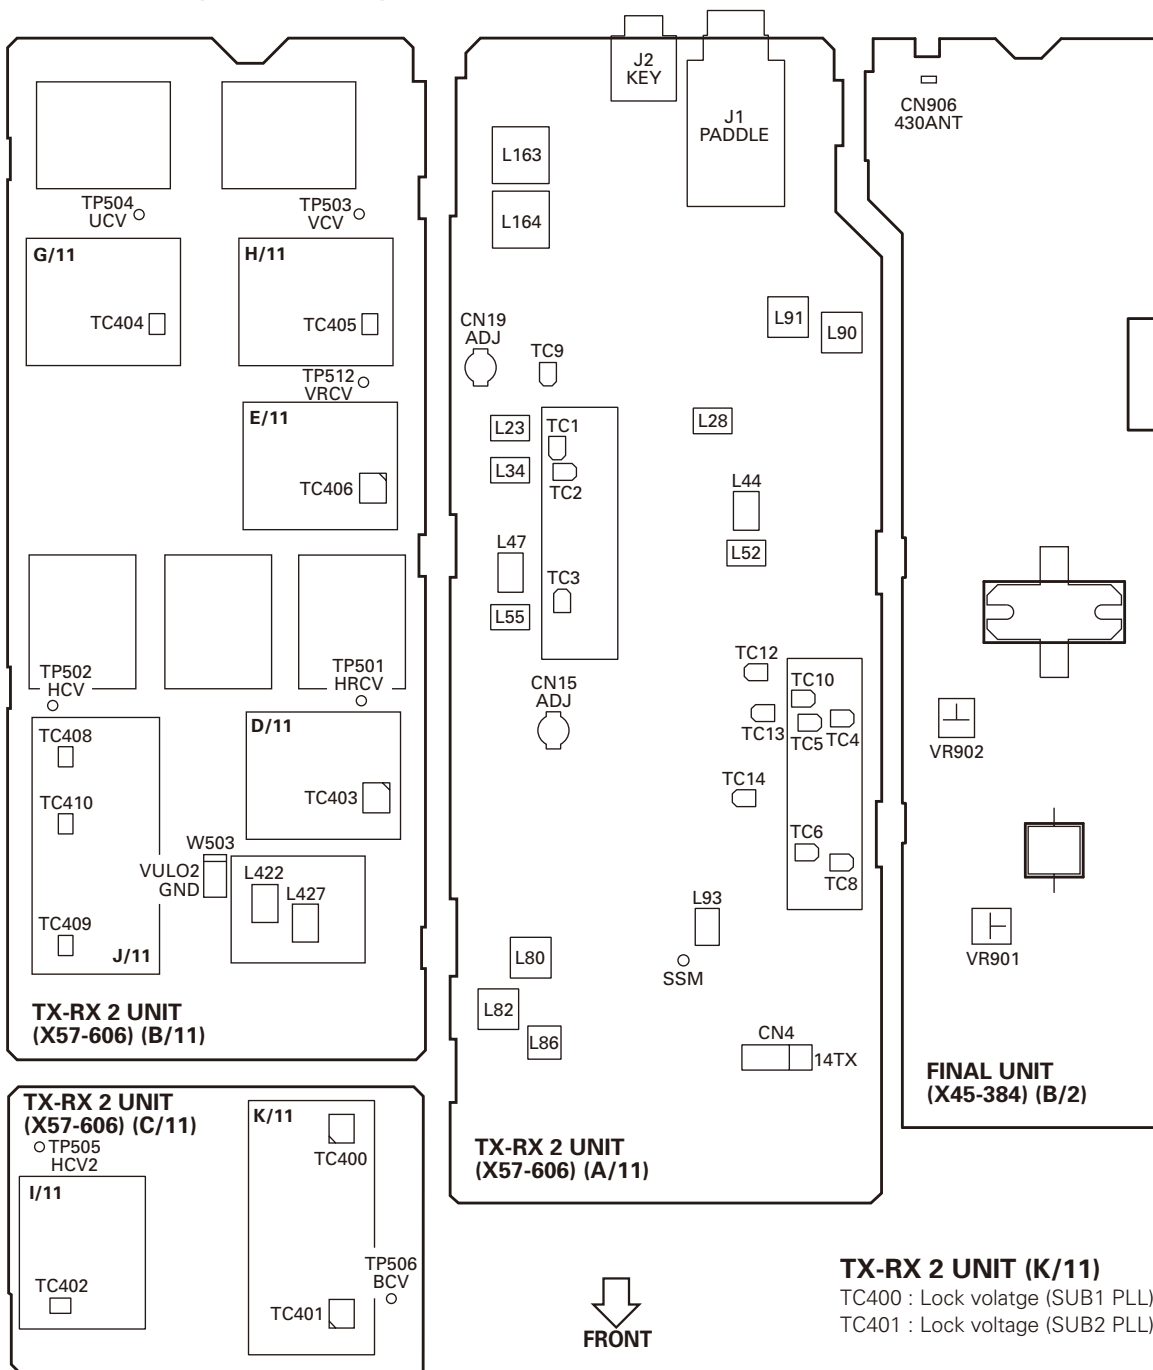 TP504
UCV
TP503
VCV
G/11
H/11
TC404
TC405
TP512
VRCV
E/11
TC406
TP502
HCV
TP501
HRCV
D/11
TC408
TC410
TC403
W503
VULO2
GND
L422
L427
TC409
J/11
TX-RX 2 UNIT
(X57-606) (B/11)
TX-RX 2 UNIT
(X57-606) (C/11)
TP505
HCV2
I/11
TC402
K/11
TC400
TP506
BCV
TC401
J2
KEY
J1
PADDLE
L163
L164
L91
L90
CN19
ADJ
TC9
L23
TC1
L28
L34
TC2
L44
L47
L52
TC3
L55
TC12
TC10
CN15
ADJ
TC13
TC5
TC4
TC14
TC6
TC8
L93
L80
SSM
L82
L86
CN4
14TX
TX-RX 2 UNIT
(X57-606) (A/11)
CN906
430ANT
VR902
VR901
FINAL UNIT
(X45-384) (B/2)
FRONT
TX-RX 2 UNIT (K/11)
TC400 : Lock volatge (SUB1 PLL)
TC401 : Lock voltage (SUB2 PLL)